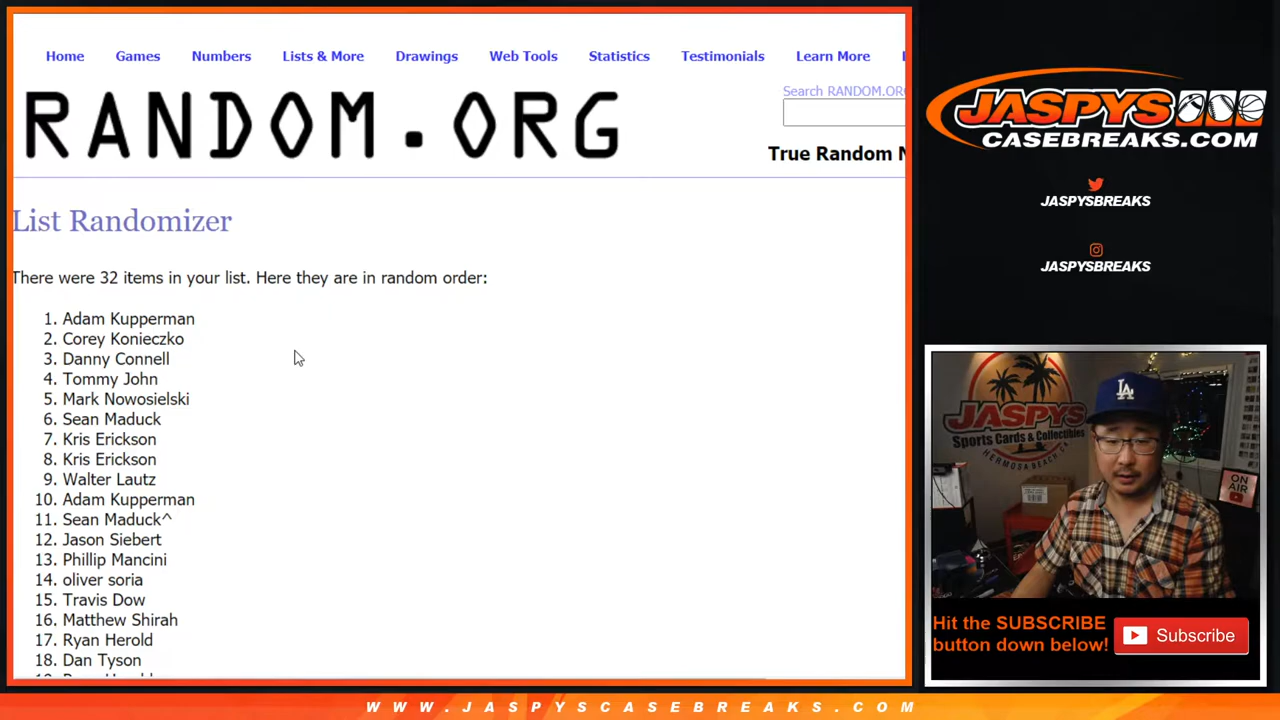 Home Games Numbers Lists & More Drawings Web Tools Statistics Testimonials Learn More
Search RANDOM.ORG
RANDOM.ORG
True Random
List Randomizer
There were 32 items in your list. Here they are in random order:
1. Adam Kupperman
2. Corey Konieczko
3. Danny Connell
4. Tommy John
5. Mark Nowosielski
6. Sean Maduck
7. Kris Erickson
8. Kris Erickson
9. Walter Lautz
10. Adam Kupperman
11. Sean Maduck^
12. Jason Siebert
13. Phillip Mancini
14. oliver soria
15. Travis Dow
16. Matthew Shirah
17. Ryan Herold
18. Dan Tyson
JASPYS
CASEBREAKS.COM
JASPYSBREAKS
JASPYSBREAKS
JASPYS
Sports Cards & Collectibles
HERMOSA BEACH, CA
LA
ON
AIR
Hit the SUBSCRIBE
button down below!
Subscribe
WWW.JASPYSCASEBREAKS.COM